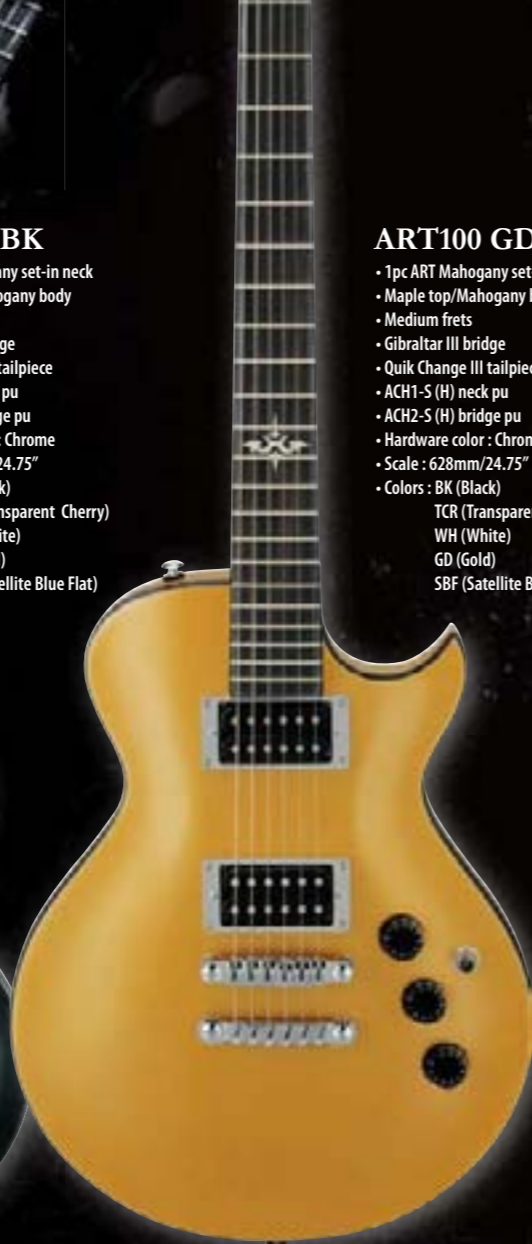 BK
any set-in neck
ogany body
ge
tailpiece
pu
ge pu
: Chrome
24.75"
k)
nsparent Cherry)
ite)
)
ellite Blue Flat)
ART100 GD
• 1pc ART Mahogany set
• Maple top/Mahogany
• Medium frets
• Gibraltar III bridge
• Quik Change III tailpiec
• ACH1-S (H) neck pu
• ACH2-S (H) bridge pu
• Hardware color : Chron
• Scale : 628mm/24.75"
• Colors : BK (Black)
TCR (Transparen
WH (White)
GD (Gold)
SBF (Satellite B